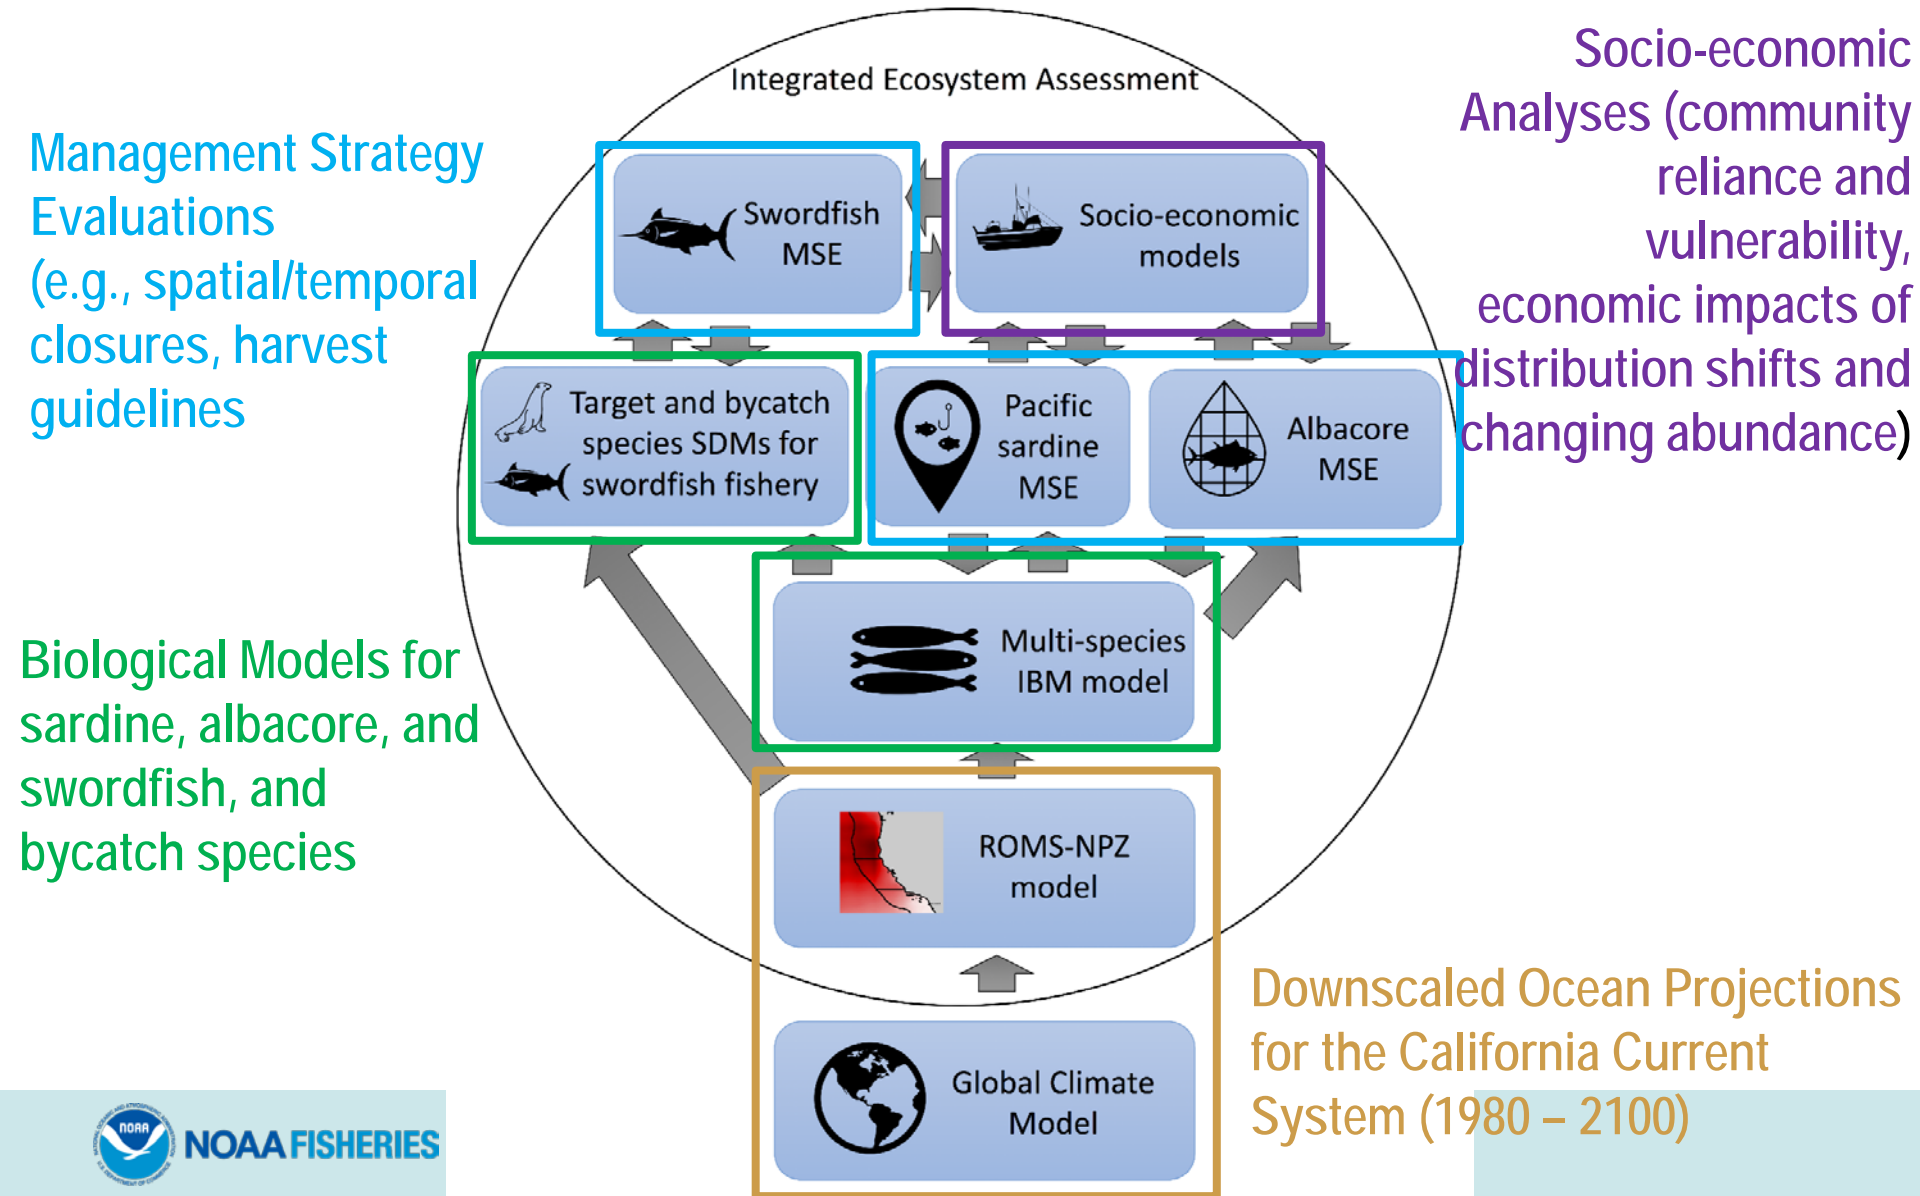 Integrated Ecosystem Assessment
Management Strategy
Evaluations
(e.g., spatial/temporal
closures, harvest
guidelines
Swordfish
MSE
Socio-economic
models
Socio-economic
Analyses (community
reliance and
vulnerability,
economic impacts of
distribution shifts and
changing abundance)
Target and bycatch
species SDMs for
swordfish fishery
Pacific
sardine
MSE
Albacore
MSE
Biological Models for
sardine, albacore, and
swordfish, and
bycatch species
Multi-species
IBM model
ROMS-NPZ
model
Downscaled Ocean Projections
for the California Current
System (1980 – 2100)
Global Climate
Model
NOAA
NOAA FISHERIES